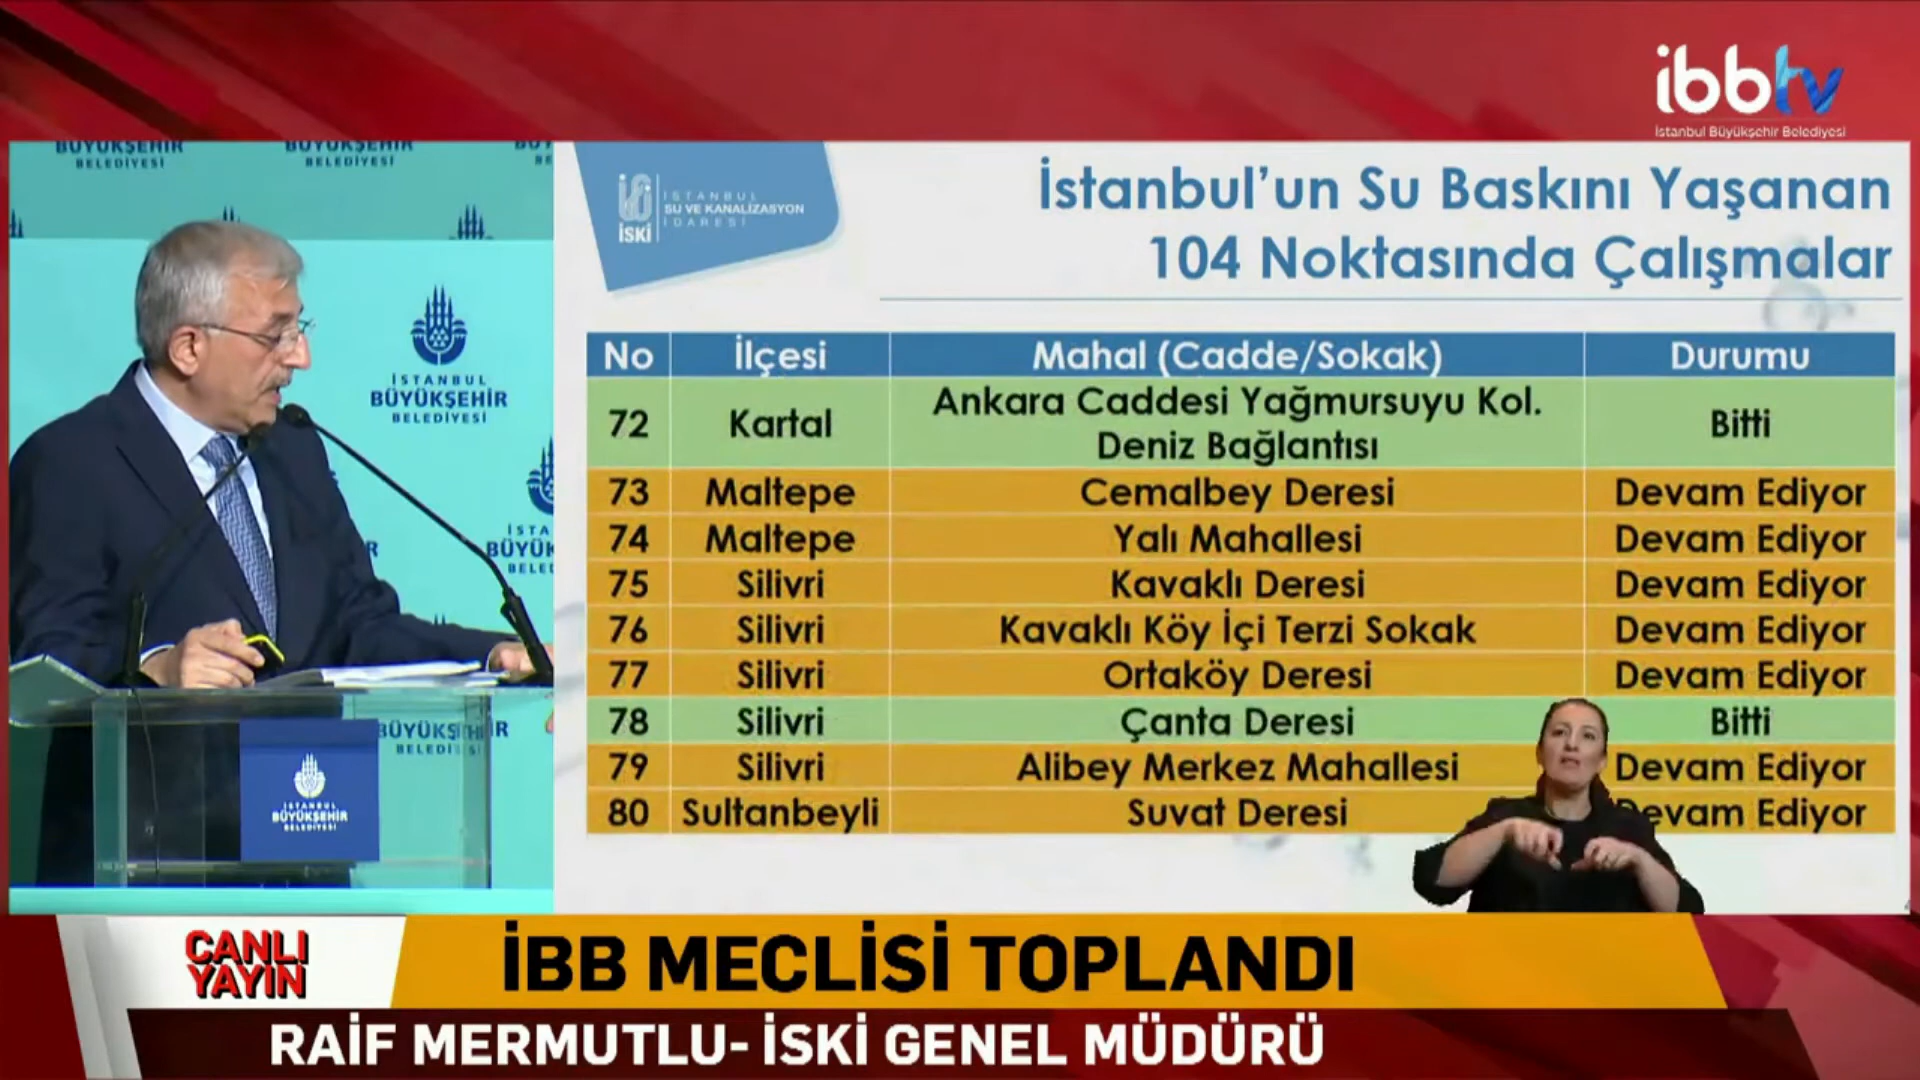 ibbtv
İstanbul Büyükşehir Belediyesi
BÜYÜKŞEHİR
BELEDİYESİ
BÜYÜKŞEHİR
BELEDİYESİ
İSTANBUL
SU VE KANALİZASYON
İDARESİ
İSKİ
İstanbul'un Su Baskını Yaşanan
104 Noktasında Çalışmalar
İSTANBUL
BÜYÜKŞEHİR
BELEDİYESİ
No İlçesi Mahal (Cadde/Sokak) Durumu
72 Kartal Ankara Caddesi Yağmursuyu Kol. Deniz Bağlantısı Bitti
73 Maltepe Cemalbey Deresi Devam Ediyor
74 Maltepe Yalı Mahallesi Devam Ediyor
75 Silivri Kavaklı Deresi Devam Ediyor
76 Silivri Kavaklı Köy İçi Terzi Sokak Devam Ediyor
77 Silivri Ortaköy Deresi Devam Ediyor
78 Silivri Çanta Deresi Bitti
79 Silivri Alibey Merkez Mahallesi Devam Ediyor
80 Sultanbeyli Suvat Deresi Devam Ediyor
İSTANBUL
BÜYÜKŞEHİR
BELEDİYESİ
CANLI
YAYIN
İBB MECLİSİ TOPLANDI
RAİF MERMUTLU- İSKİ GENEL MÜDÜRÜ